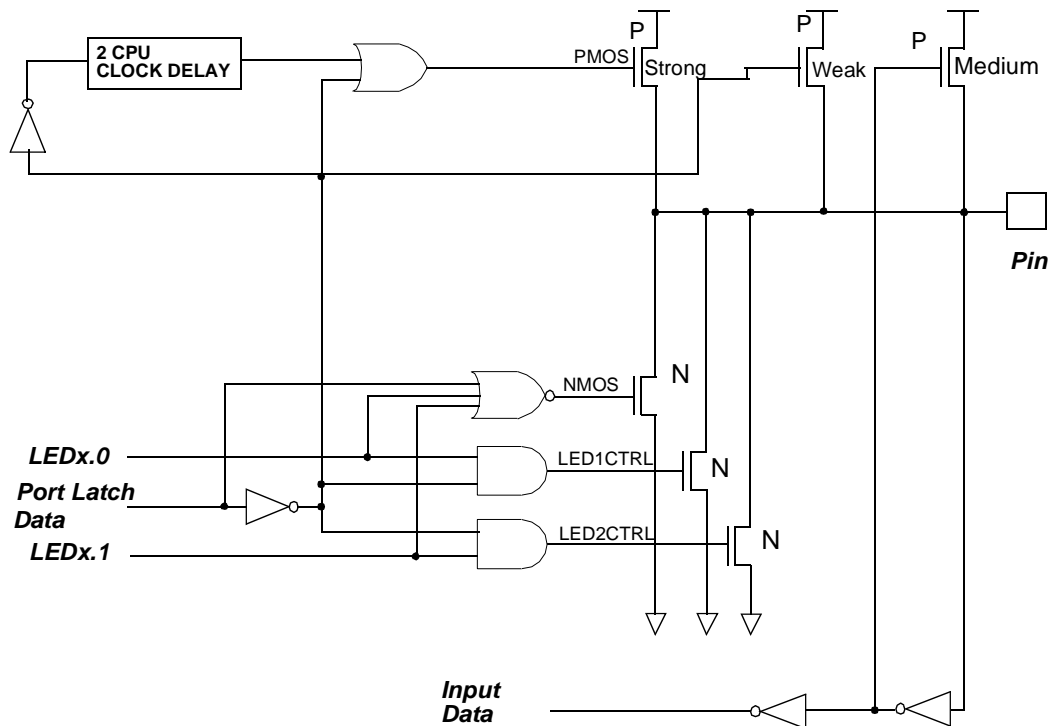 P
P
P
2 CPU
CLOCK DELAY
PMOS
Strong
Weak
Medium
Pin
N
NMOS
LEDx.0
LED1CTRL
N
Port Latch
Data
LEDx.1
LED2CTRL
N
Input
Data